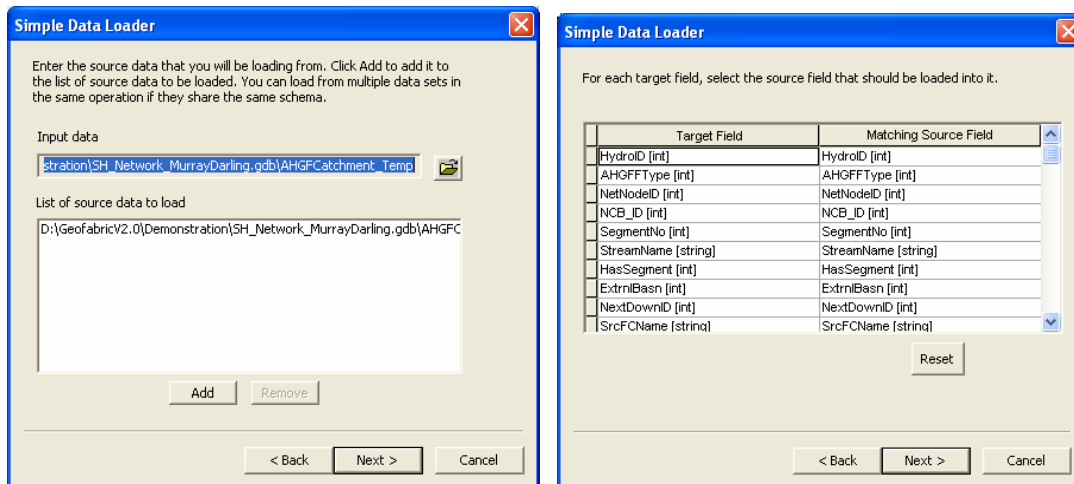 Simple Data Loader
Enter the source data that you will be loading from. Click Add to add it to
the list of source data to be loaded. You can load from multiple data sets in
the same operation if they share the same schema.
Input data
stration\SH_Network_MurrayDarling.gdb\AHGFCatchment_Temp
List of source data to load
D:\GeofabricV2.0\Demonstration\SH_Network_MurrayDarling.gdb\AHGFC
Add
Remove
< Back
Next >
Cancel
Simple Data Loader
For each target field, select the source field that should be loaded into it.
Target Field Matching Source Field
HydroID [int] HydroID [int]
AHGFFType [int] AHGFFType [int]
NetNodeID [int] NetNodeID [int]
NCB_ID [int] NCB_ID [int]
SegmentNo [int] SegmentNo [int]
StreamName [string] StreamName [string]
HasSegment [int] HasSegment [int]
ExtrnlBasn [int] ExtrnlBasn [int]
NextDownID [int] NextDownID [int]
SrcFCName [string] SrcFCName [string]
Reset
< Back
Next >
Cancel